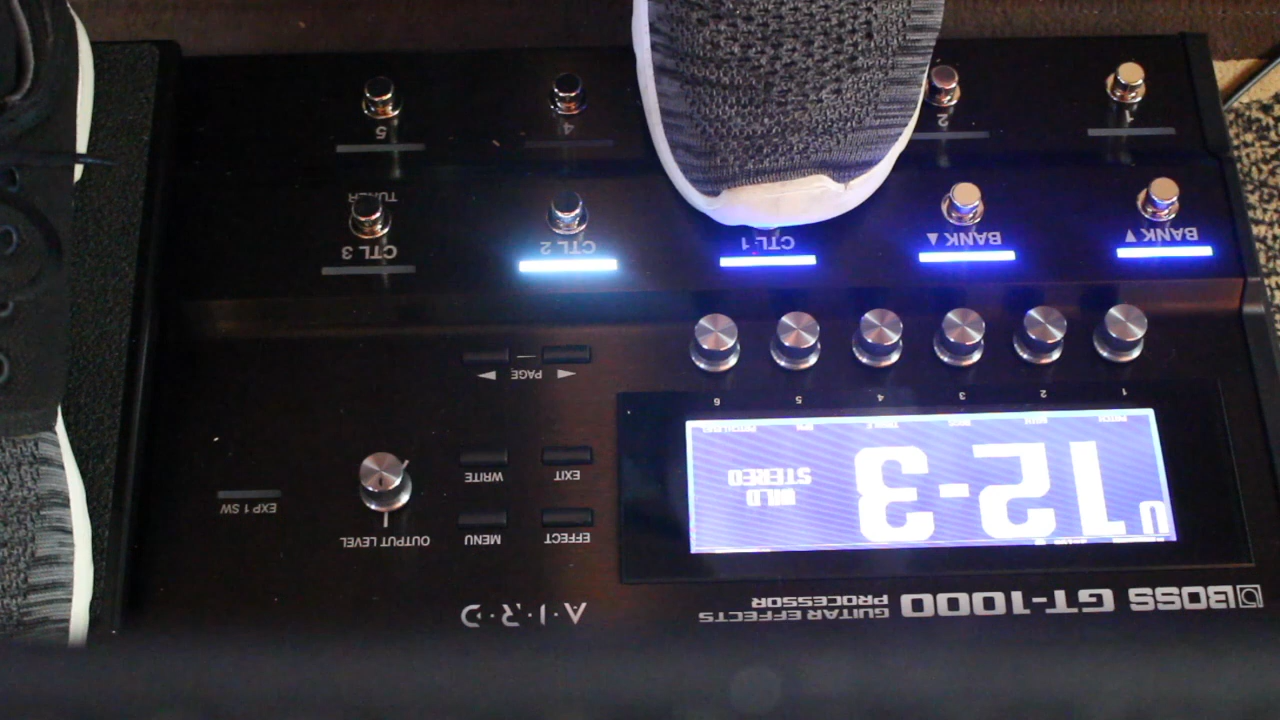 BOSS GT-1000
GUITAR EFFECTS
PROCESSOR
A·I·R·D
U12-3
WILD
STEREO
EFFECT
MENU
OUTPUT LEVEL
EXIT
WRITE
EXP 1 SW
1 2 3 4 5 6
PAGE
BANK ▼
BANK ▲
CTL 1
CTL 2
CTL 3
TUNER
1
2
4
5